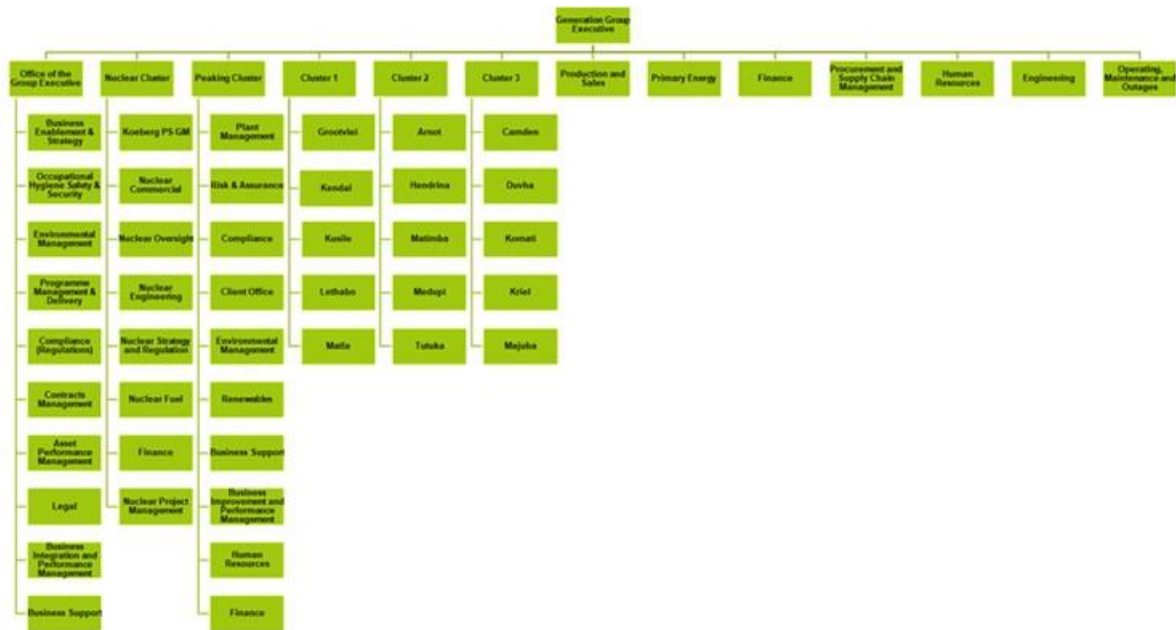 Generation Group
Executive
Office of the
Group Executive
Nuclear Cluster
Peaking Cluster
Cluster 1
Cluster 2
Cluster 3
Production and
Sales
Primary Energy
Finance
Procurement and
Supply Chain
Management
Human
Resources
Engineering
Operating,
Maintenance and
Outages
Business
Enablement &
Strategy
Occupational
Hygiene Safety &
Security
Environmental
Management
Programme
Management &
Delivery
Compliance
(Regulations)
Contracts
Management
Asset
Performance
Management
Legal
Business
Integration and
Performance
Management
Business Support
Koeberg PS GM
Nuclear
Commercial
Nuclear Oversight
Nuclear
Engineering
Nuclear Strategy
and Regulation
Nuclear Fuel
Finance
Nuclear Project
Management
Plant
Management
Risk & Assurance
Compliance
Client Office
Environmental
Management
Renewables
Business Support
Business
Improvement and
Performance
Management
Human
Resources
Finance
Grootvlei
Kendal
Kusile
Lethabo
Matla
Arnot
Hendrina
Matimba
Medupi
Tutuka
Camden
Duvha
Komati
Kriel
Majuba